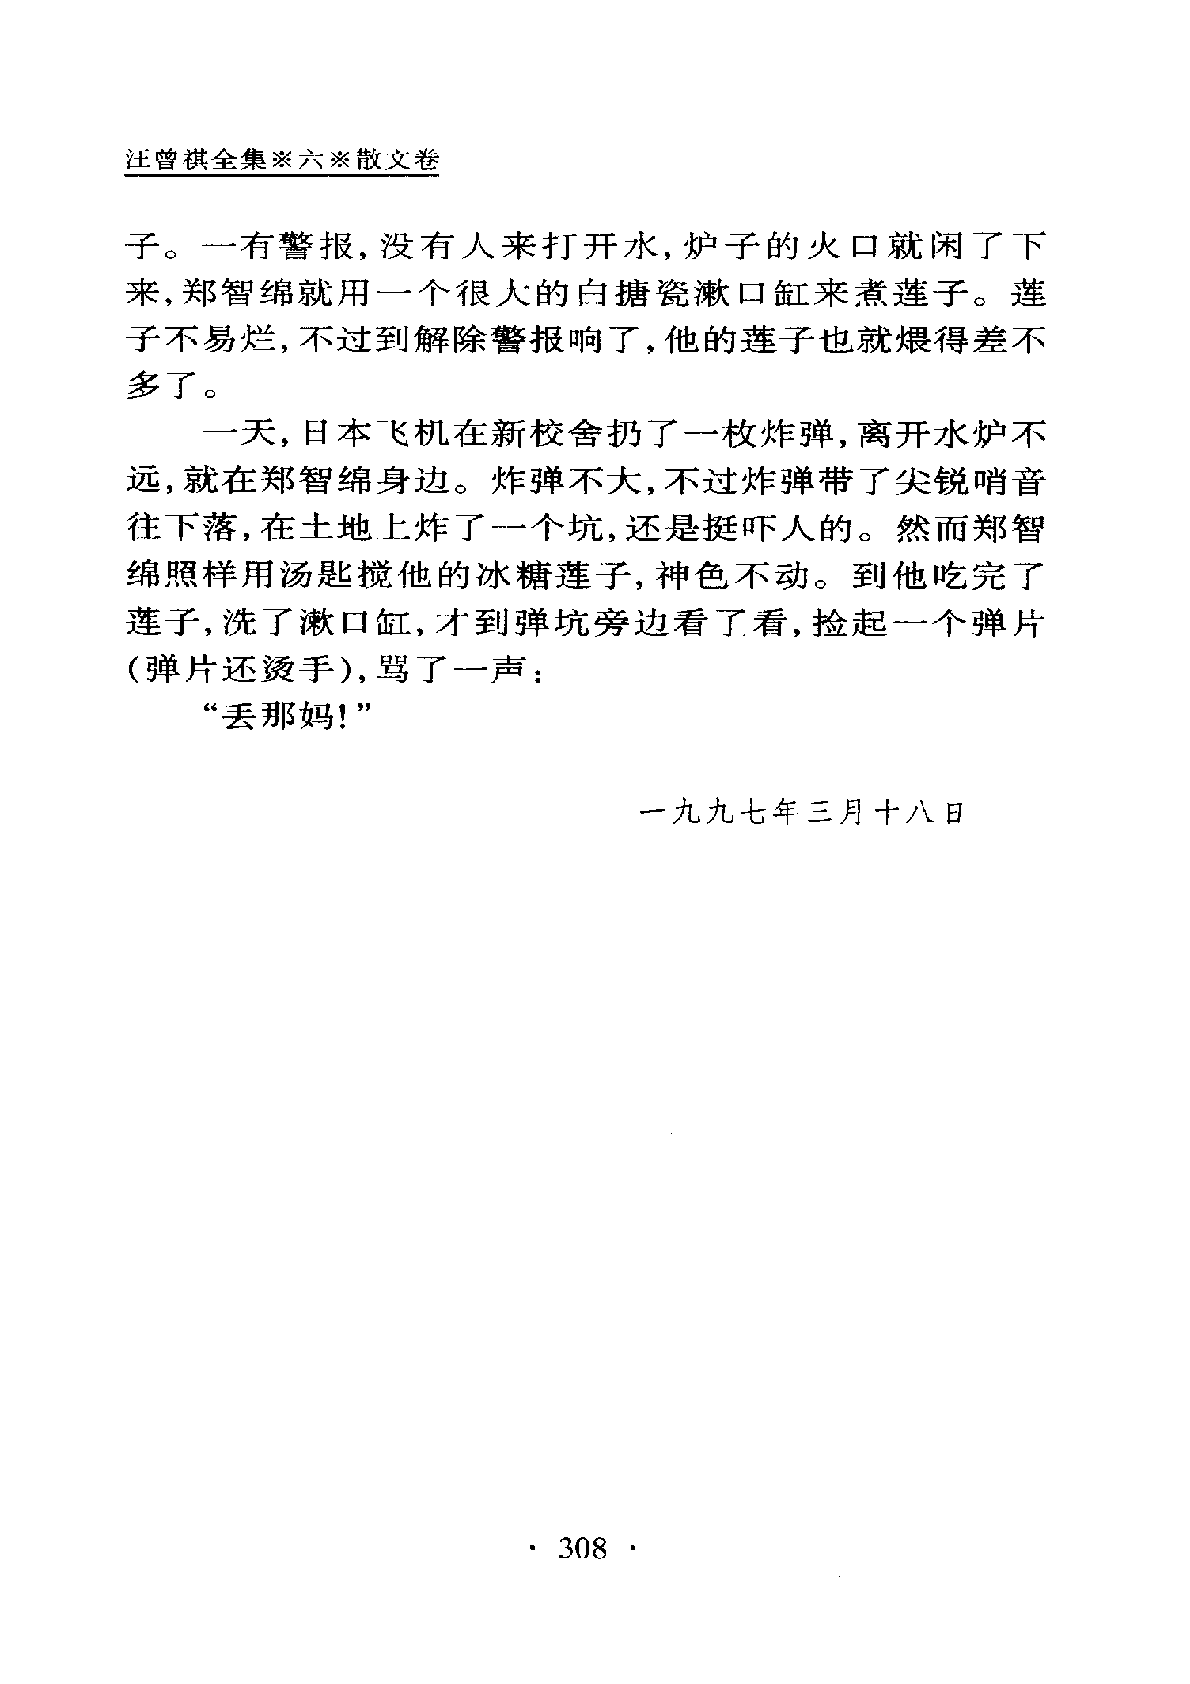 汪曾祺全集※六※散文卷
子。一有警报,没有人来打开水,炉子的火口就闲了下
来,郑智绵就用一个很大的白搪瓷漱口缸来煮莲子。莲
子不易烂,不过到解除警报响了,他的莲子也就煨得差不
多了。
一天,日本飞机在新校舍扔了一枚炸弹,离开水炉不
远,就在郑智绵身边。炸弹不大,不过炸弹带了尖锐哨音
往下落,在土地上炸了一个坑,还是挺吓人的。然而郑智
绵照样用汤匙搅他的冰糖莲子,神色不动。到他吃完了
莲子,洗了漱口缸,才到弹坑旁边看了看,捡起一个弹片
(弹片还烫手),骂了一声:
“丢那妈!”
一九九七年三月十八日
· 308 ·